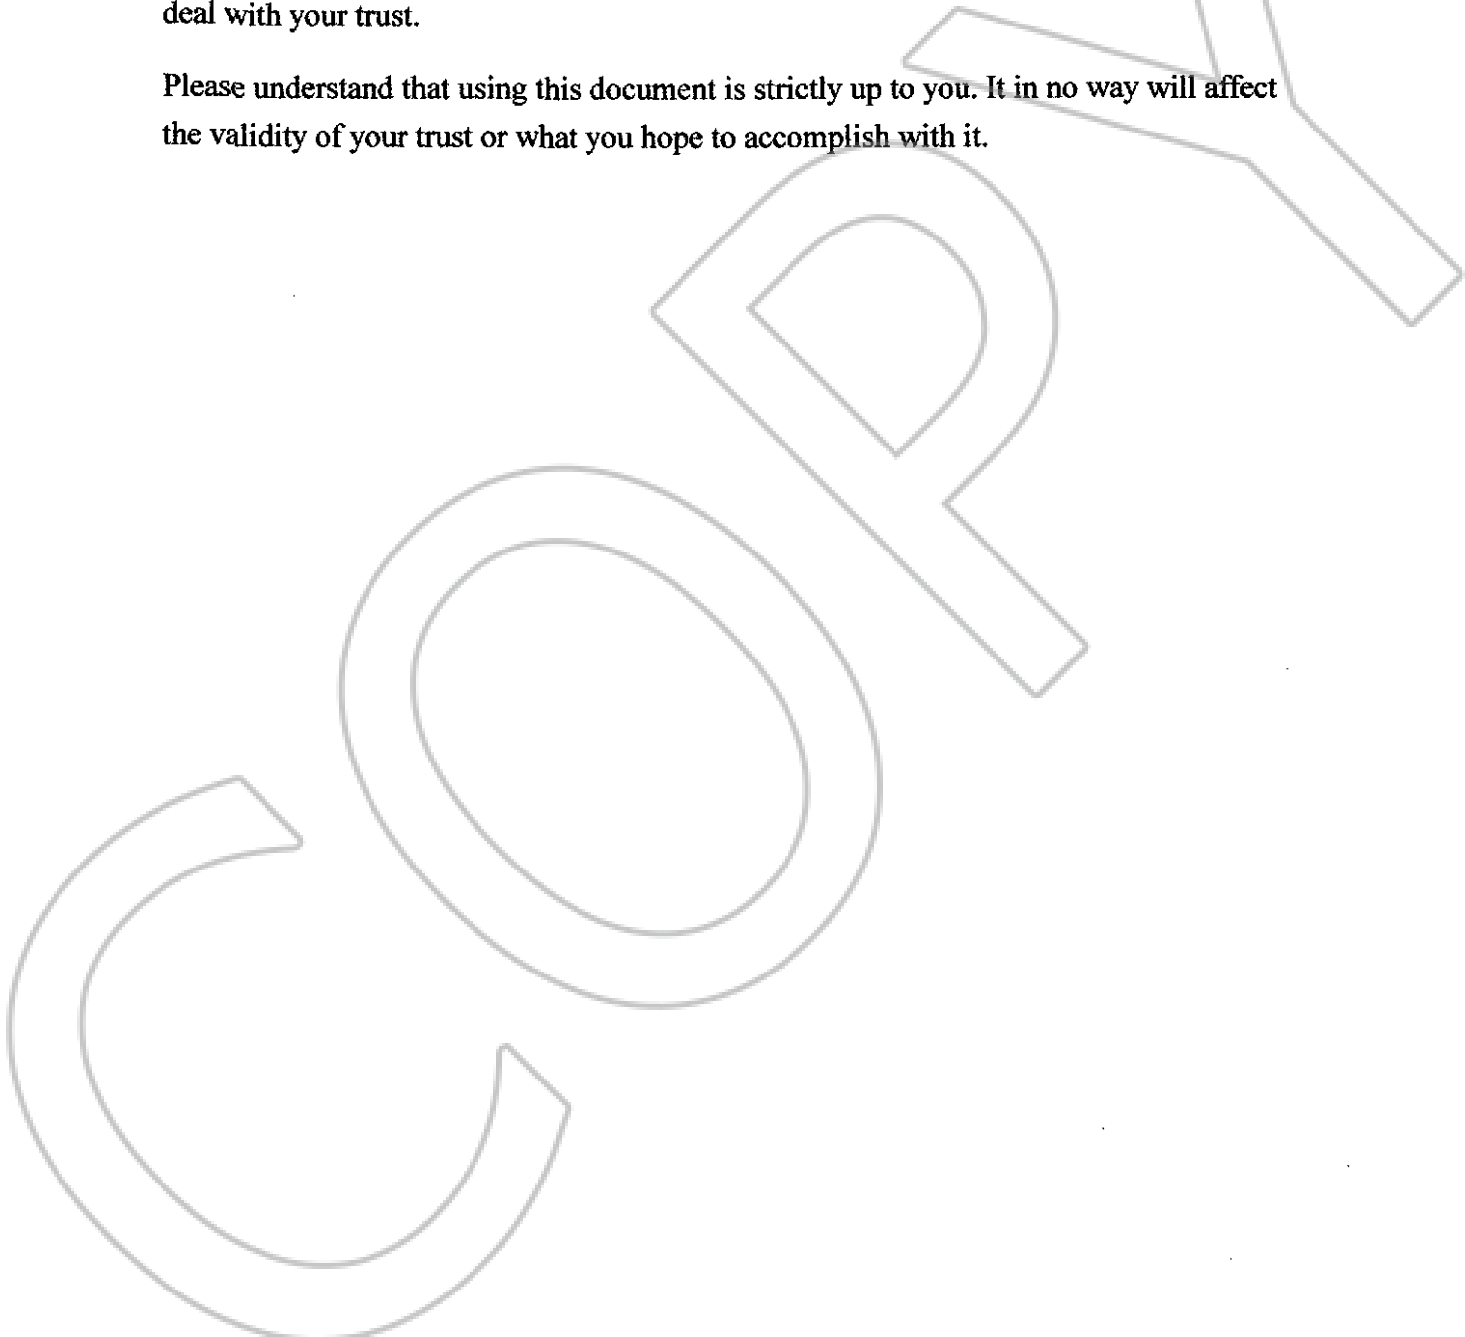 deal with your trust.
Please understand that using this document is strictly up to you. It in no way will affect
the validity of your trust or what you hope to accomplish with it.
COPY